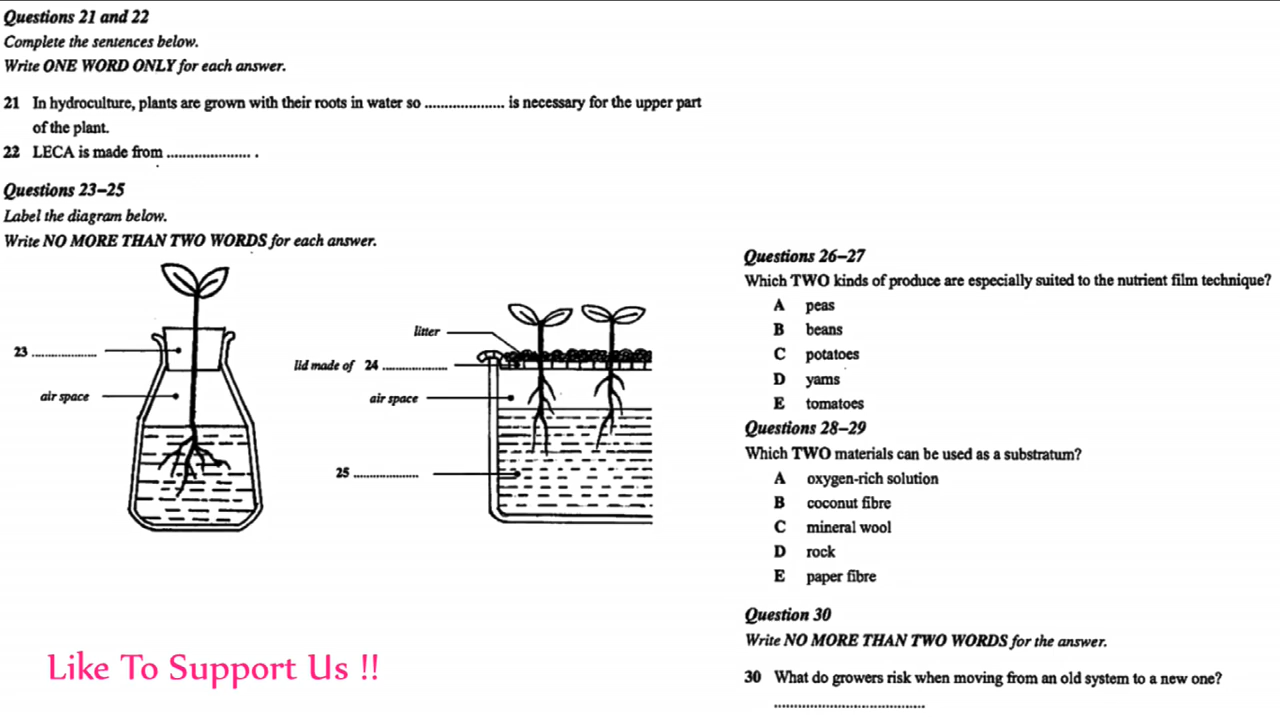 Questions 21 and 22
Complete the sentences below.
Write ONE WORD ONLY for each answer.
21 In hydroculture, plants are grown with their roots in water so .................... is necessary for the upper part
of the plant.
22 LECA is made from ..................... .
Questions 23–25
Label the diagram below.
Write NO MORE THAN TWO WORDS for each answer.
23 .................
air space
litter
lid made of 24 .................
air space
25 .................
Questions 26–27
Which TWO kinds of produce are especially suited to the nutrient film technique?
A peas
B beans
C potatoes
D yams
E tomatoes
Questions 28–29
Which TWO materials can be used as a substratum?
A oxygen-rich solution
B coconut fibre
C mineral wool
D rock
E paper fibre
Question 30
Write NO MORE THAN TWO WORDS for the answer.
30 What do growers risk when moving from an old system to a new one?
......................................
Like To Support Us !!